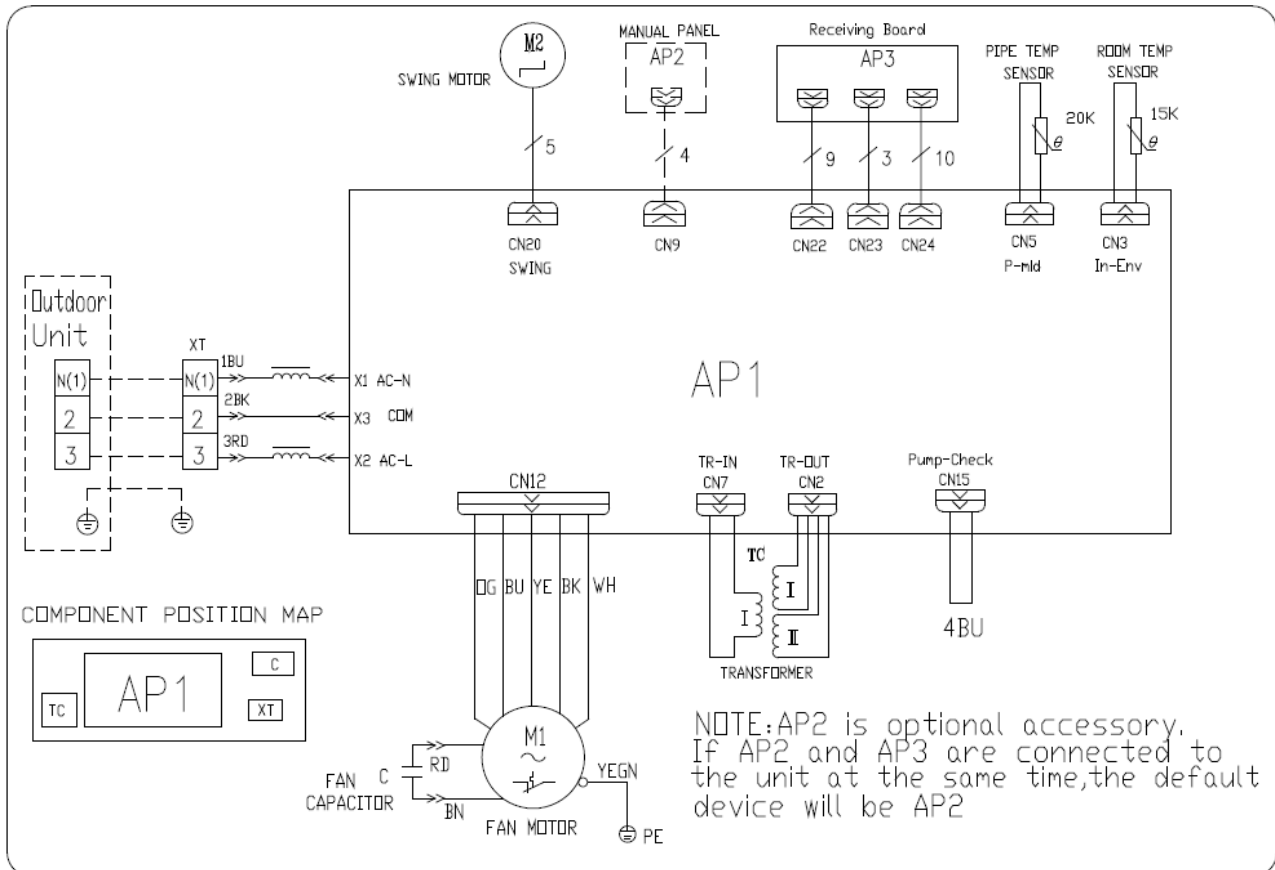 M2
SWING MOTOR
5
CN20
SWING
MANUAL PANEL
AP2
4
CN9
Receiving Board
AP3
9
3
10
CN22
CN23
CN24
PIPE TEMP
SENSOR
20K
θ
CN5
P-mld
ROOM TEMP
SENSOR
15K
θ
CN3
In-Env
Outdoor
Unit
N(1)
2
3
XT
N(1)
2
3
1BU
2BK
3RD
X1 AC-N
X3 COM
X2 AC-L
AP1
CN12
OG
BU
YE
BK
WH
TR-IN
CN7
TR-OUT
CN2
TC
I
I
II
TRANSFORMER
Pump-Check
CN15
4BU
COMPONENT POSITION MAP
TC
AP1
C
XT
M1
C
RD
BN
FAN
CAPACITOR
FAN MOTOR
YEGN
PE
NOTE:AP2 is optional accessory.
If AP2 and AP3 are connected to
the unit at the same time,the default
device will be AP2